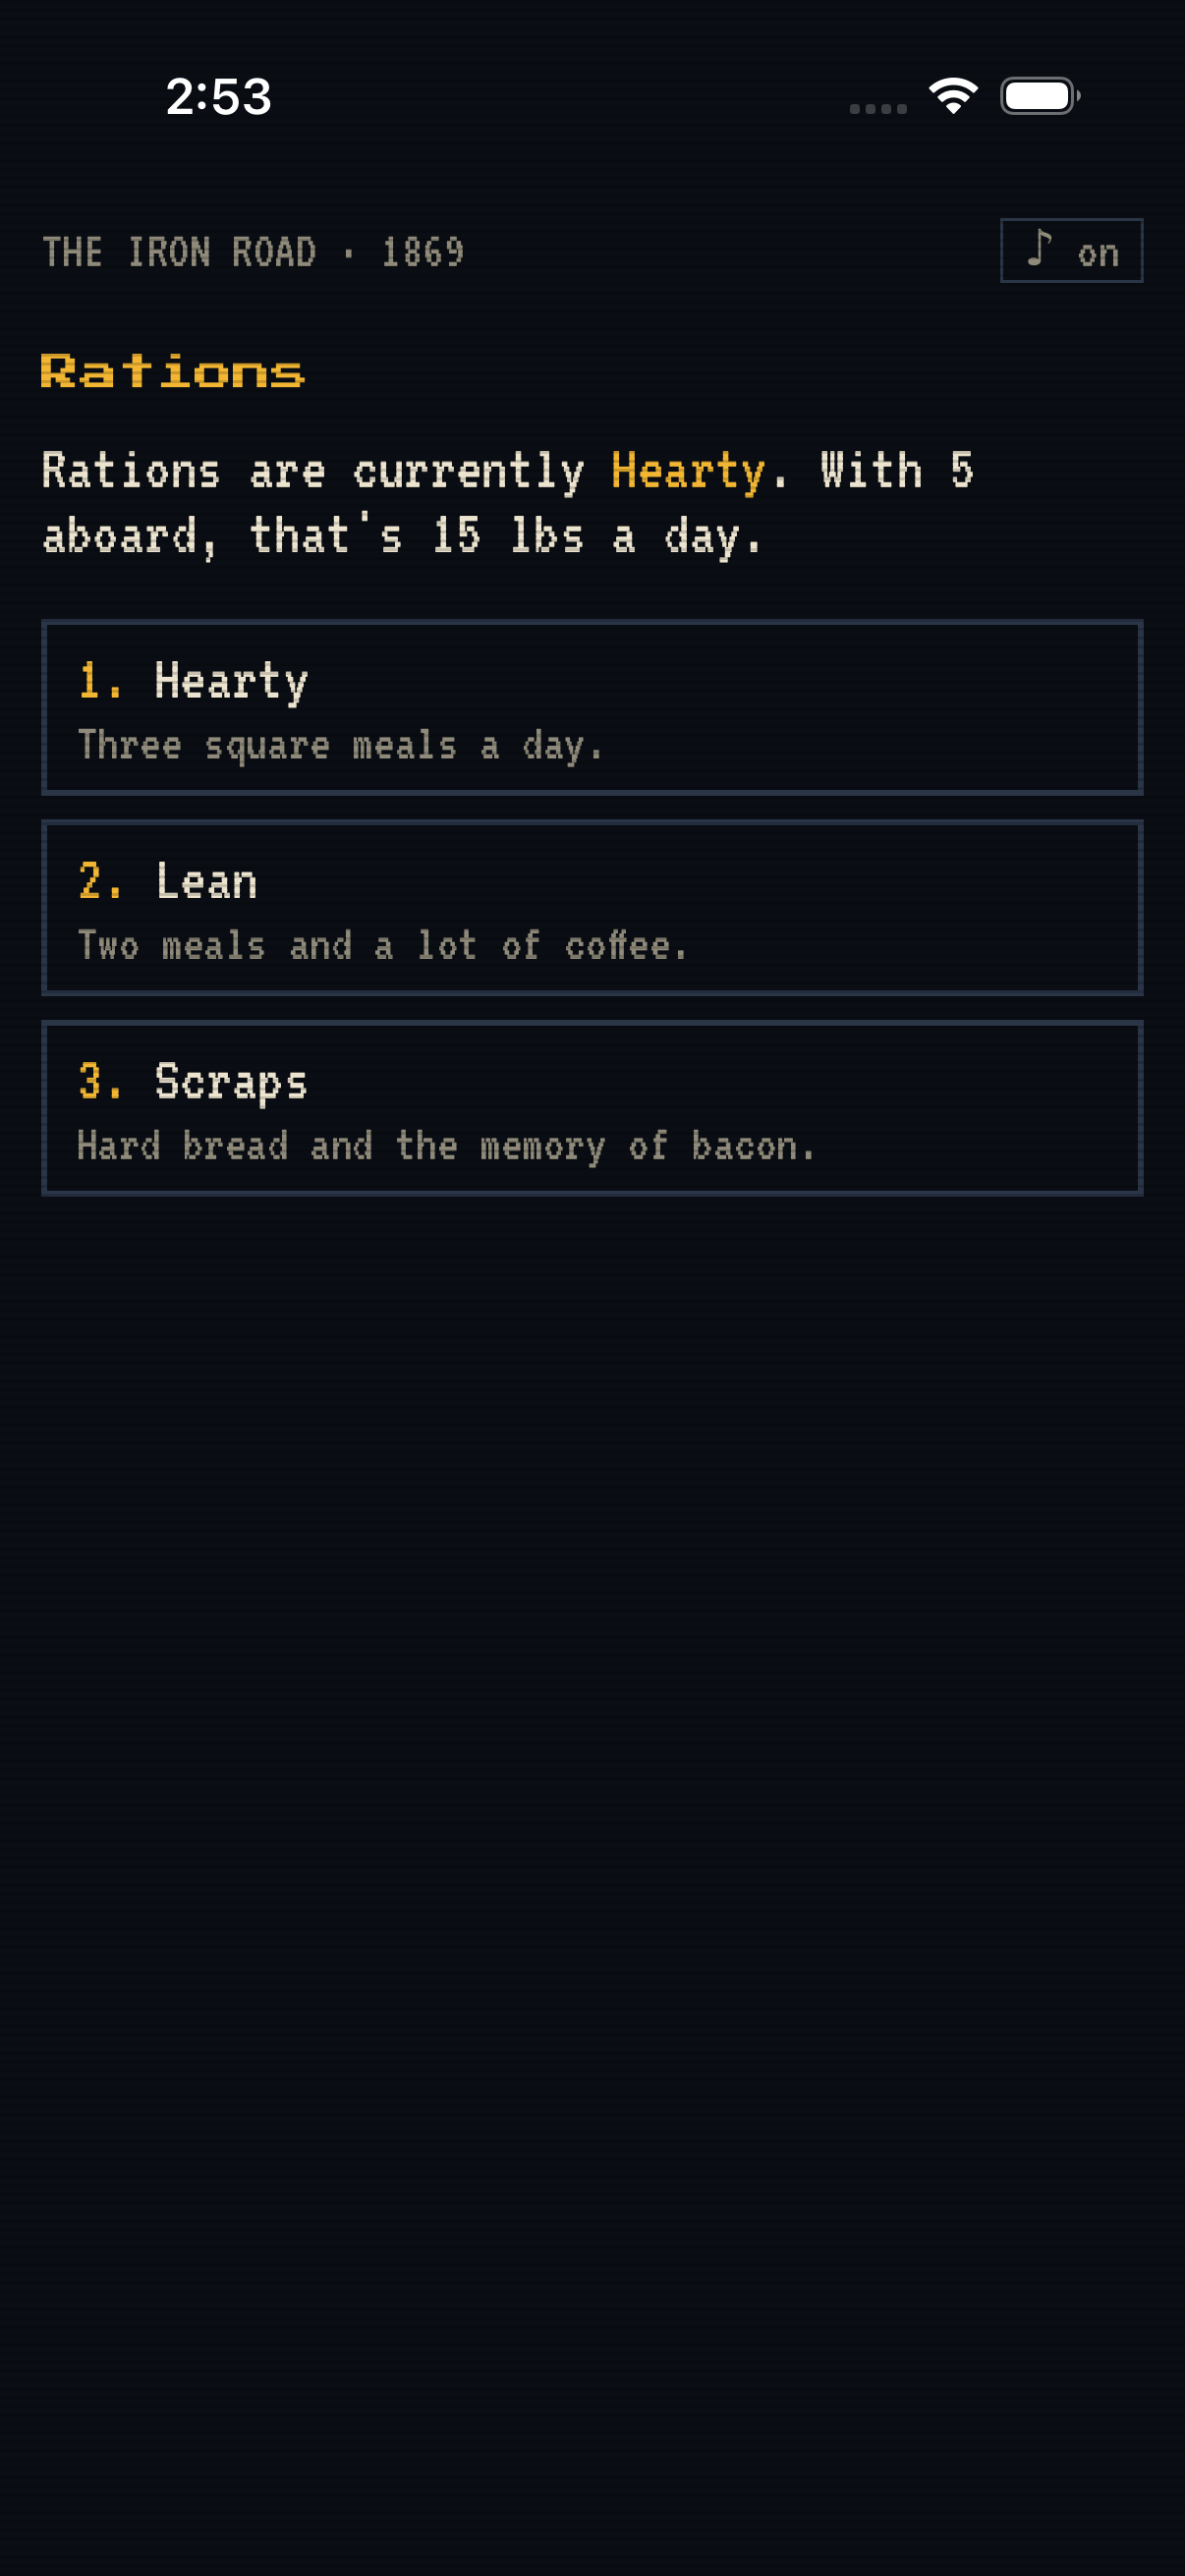 2:53
THE IRON ROAD · 1869
♪ on
Rations
Rations are currently Hearty. With 5
aboard, that's 15 lbs a day.
1. Hearty
Three square meals a day.
2. Lean
Two meals and a lot of coffee.
3. Scraps
Hard bread and the memory of bacon.